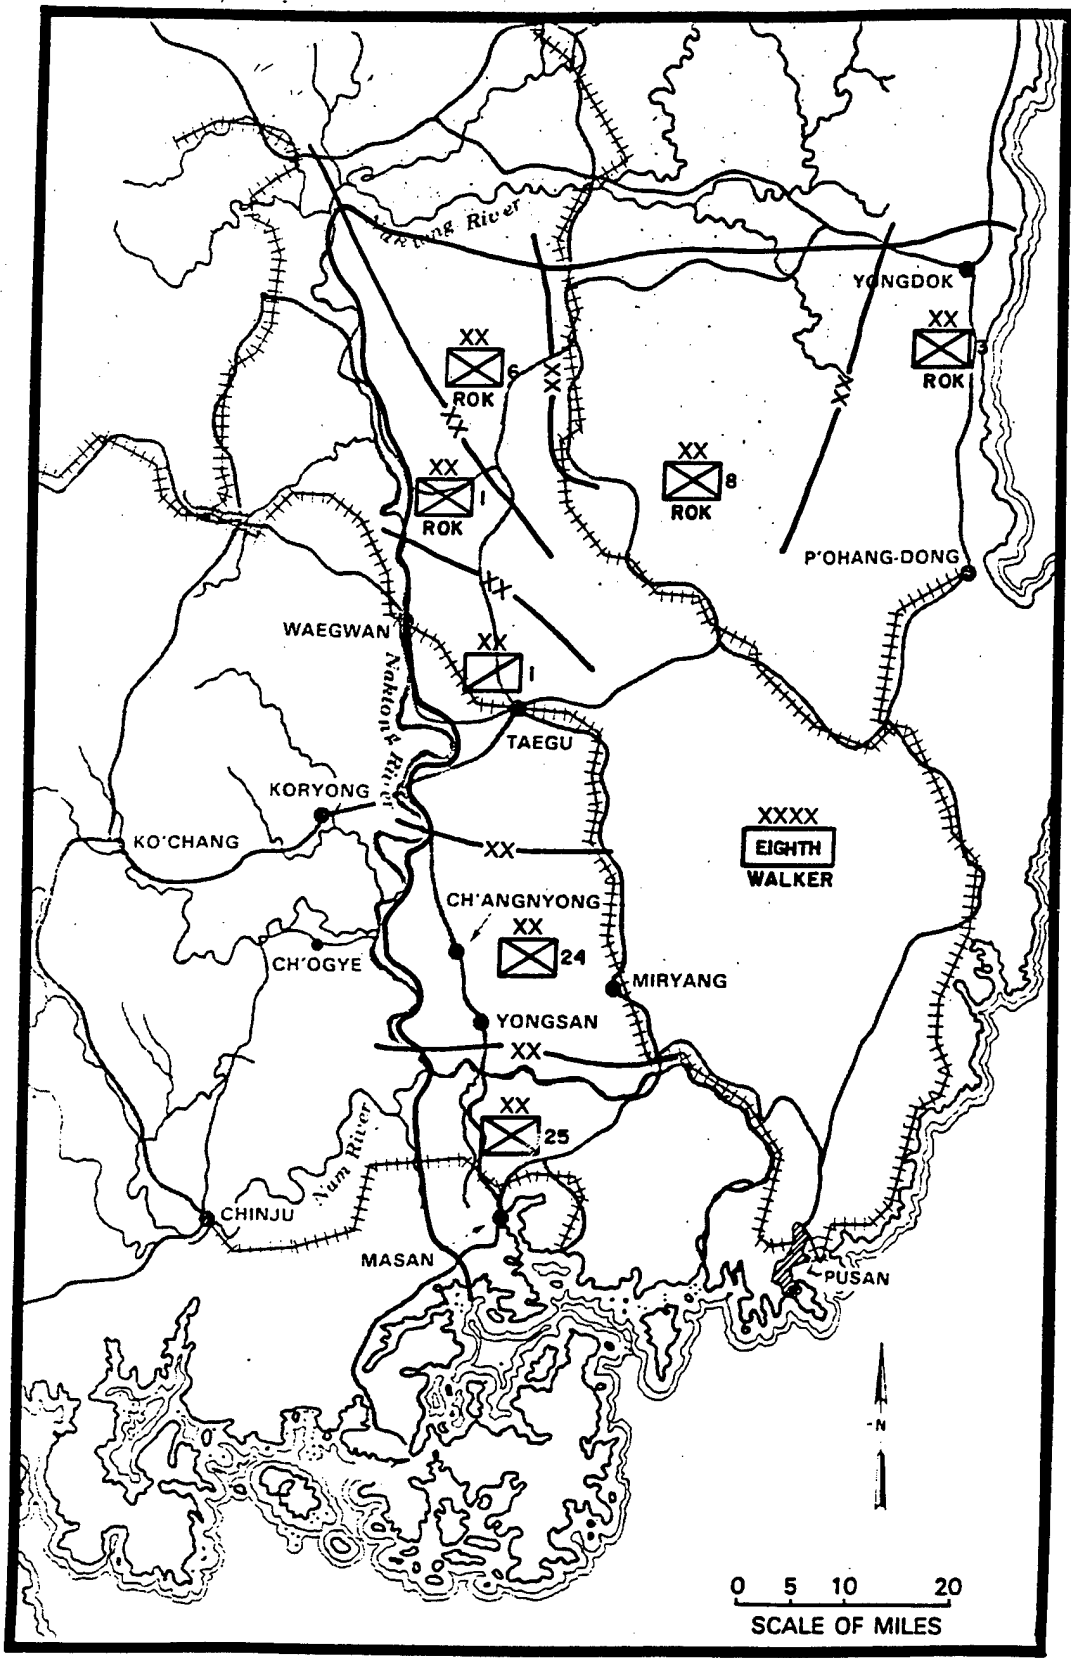 Naktong River
YONGDOK
XX
3
ROK
XX
6
ROK
XX
XX
XX
XX
1
ROK
XX
8
ROK
XX
P'OHANG-DONG
WAEGWAN
XX
1
Naktong River
TAEGU
KORYONG
KO'CHANG
XX
XXXX
EIGHTH
WALKER
CH'ANGNYONG
XX
24
CH'OGYE
MIRYANG
YONGSAN
XX
XX
25
Num River
CHINJU
MASAN
PUSAN
N
0 5 10 20
SCALE OF MILES